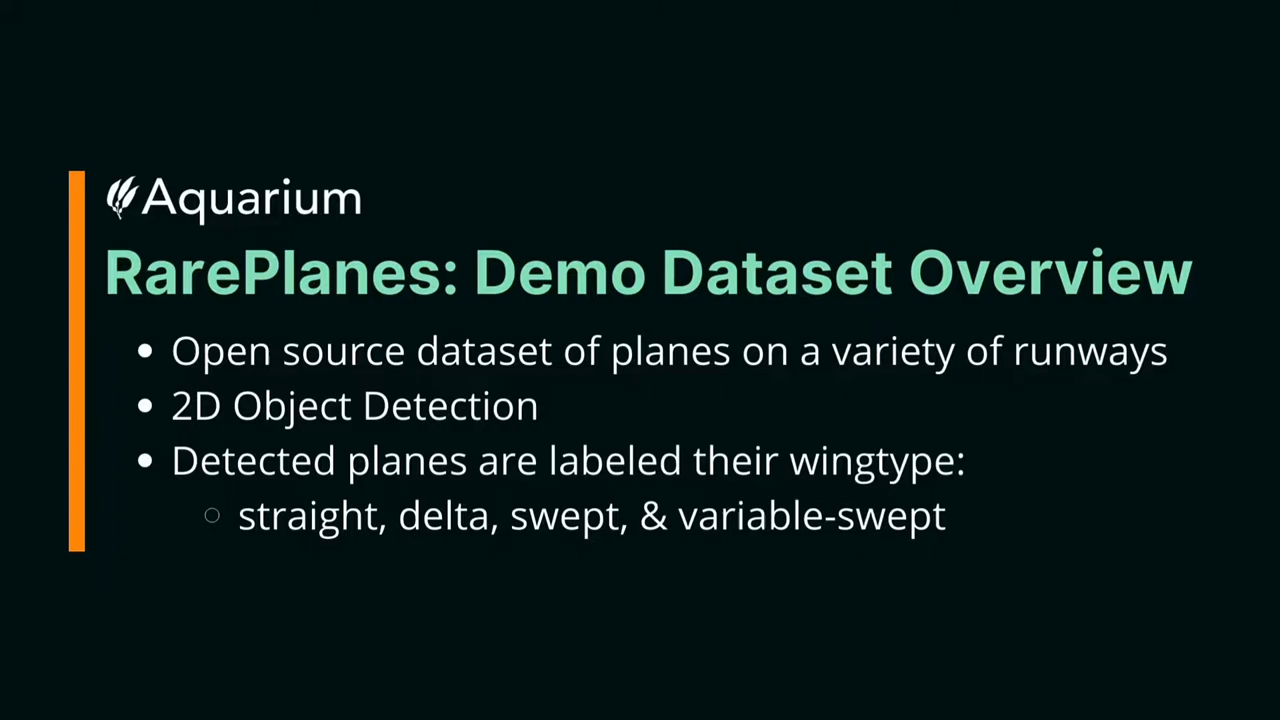 Aquarium
RarePlanes: Demo Dataset Overview
• Open source dataset of planes on a variety of runways
• 2D Object Detection
• Detected planes are labeled their wingtype:
○ straight, delta, swept, & variable-swept